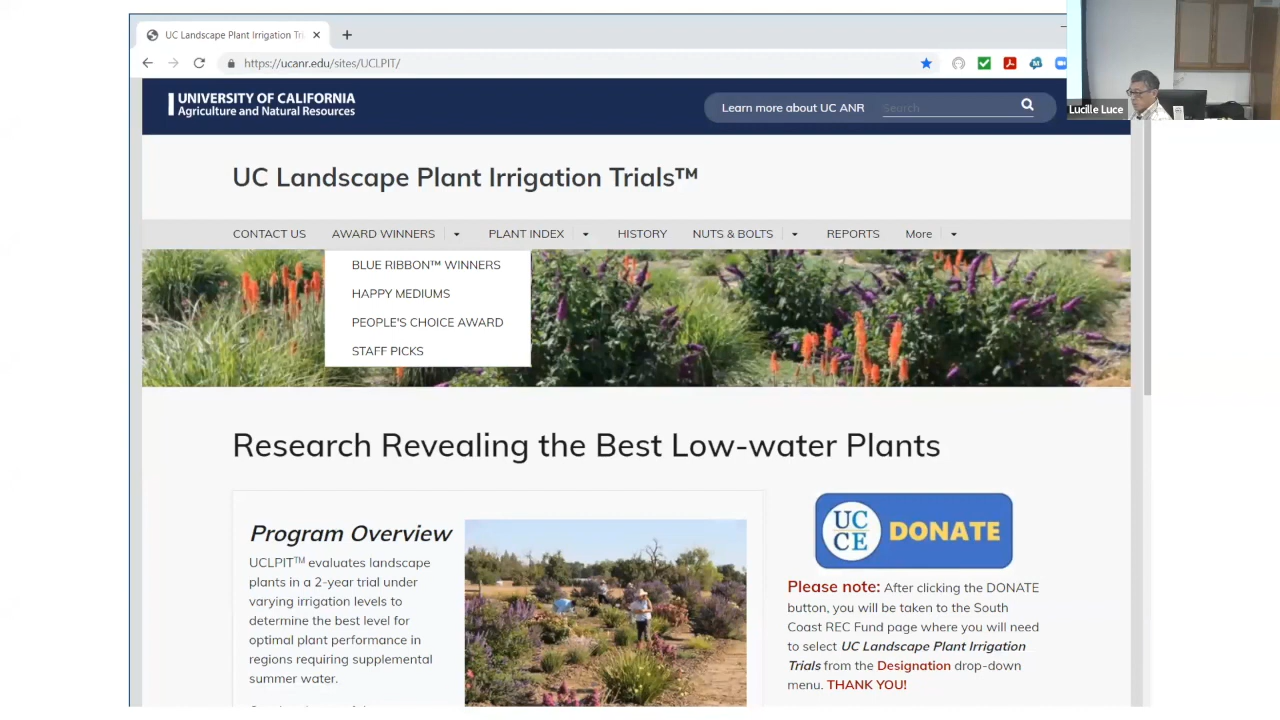 UC Landscape Plant Irrigation Tri
https://ucanr.edu/sites/UCLPIT/
UNIVERSITY OF CALIFORNIA
Agriculture and Natural Resources
Learn more about UC ANR
Search
Lucille Luce
UC Landscape Plant Irrigation Trials™
CONTACT US AWARD WINNERS PLANT INDEX HISTORY NUTS & BOLTS REPORTS More
BLUE RIBBON™ WINNERS
HAPPY MEDIUMS
PEOPLE'S CHOICE AWARD
STAFF PICKS
Research Revealing the Best Low-water Plants
Program Overview
UCLPIT™ evaluates landscape
plants in a 2-year trial under
varying irrigation levels to
determine the best level for
optimal plant performance in
regions requiring supplemental
summer water.
UC
CE
DONATE
Please note: After clicking the DONATE
button, you will be taken to the South
Coast REC Fund page where you will need
to select UC Landscape Plant Irrigation
Trials from the Designation drop-down
menu. THANK YOU!